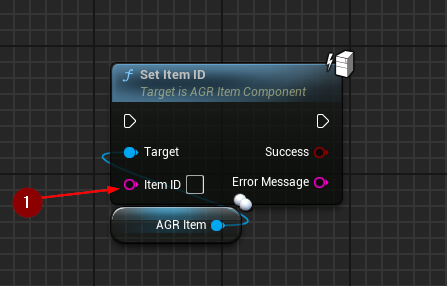 Set Item ID
Target is AGR Item Component
Target
Success
Item ID
Error Message
1
AGR Item